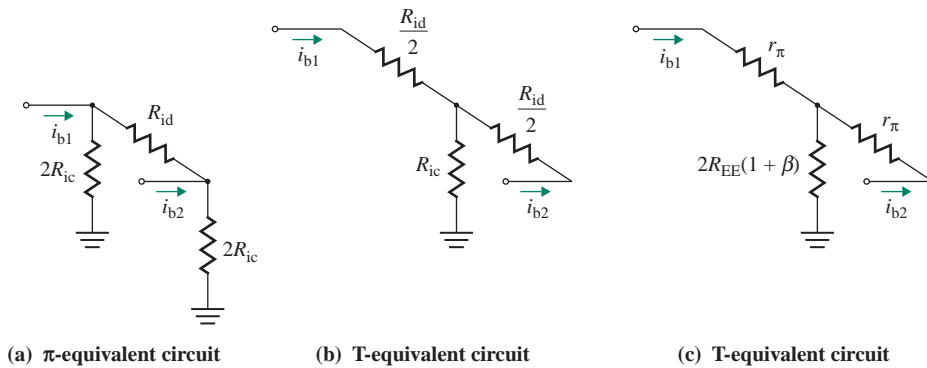 i_b1
R_id
2R_ic
i_b2
2R_ic
(a) π-equivalent circuit
i_b1
R_id
2
R_id
2
R_ic
i_b2
(b) T-equivalent circuit
i_b1
r_π
r_π
2R_EE(1 + β)
i_b2
(c) T-equivalent circuit